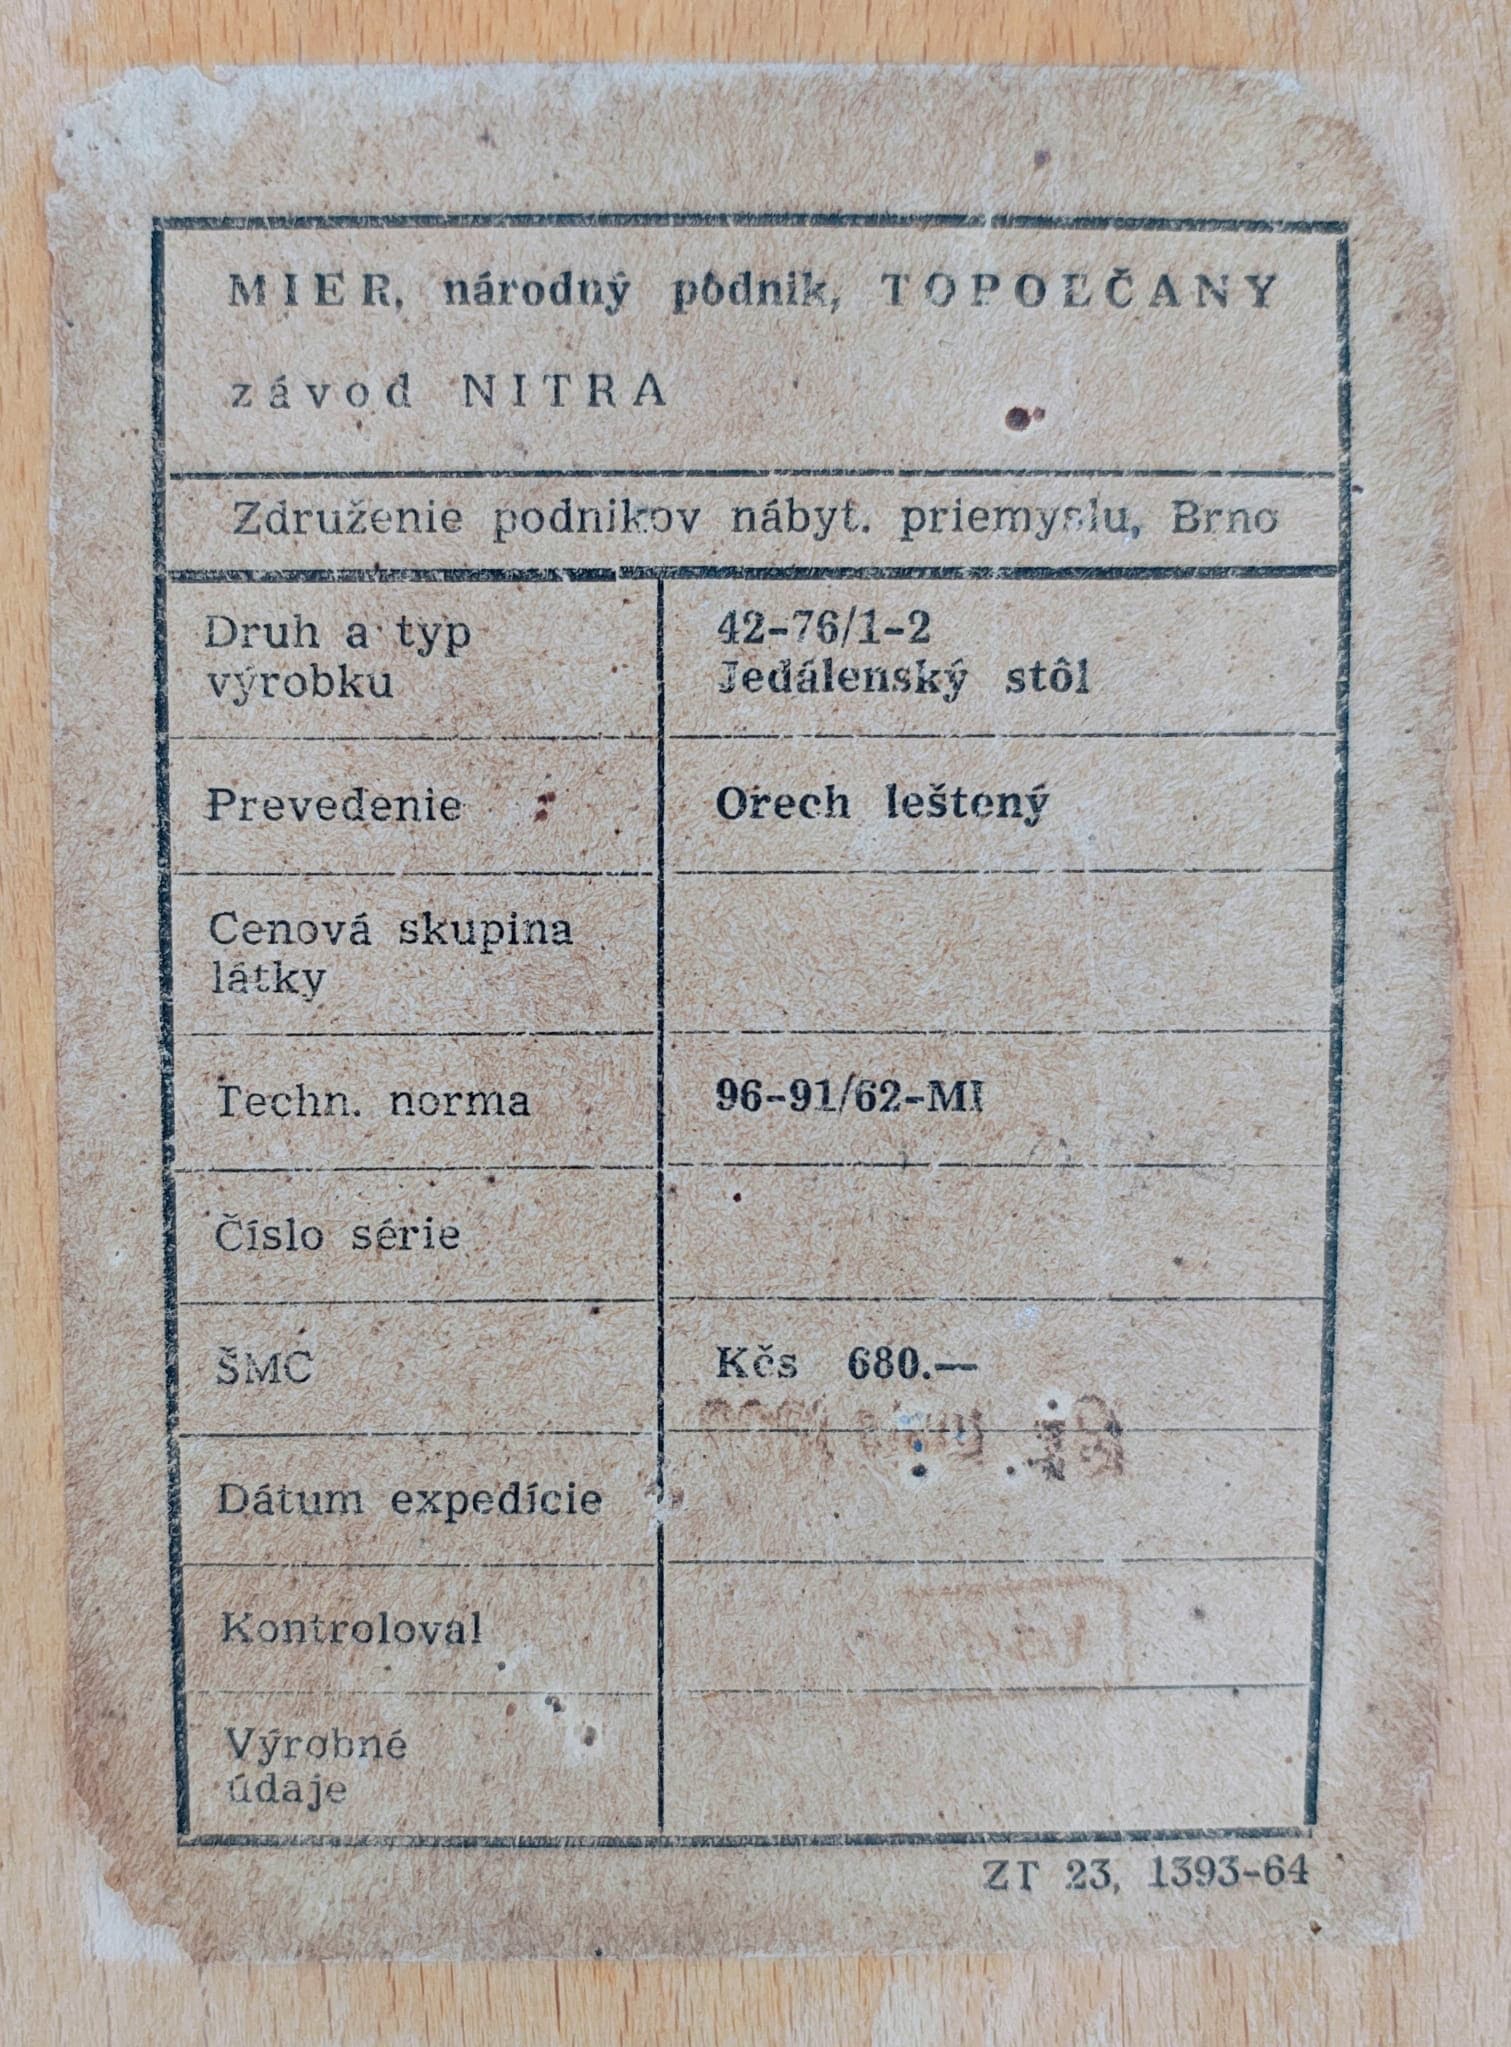 MIER, národný podnik, TOPOĽČANY
závod NITRA
Združenie podnikov nábyt. priemyslu, Brno
Druh a typ výrobku
42-76/1-2
Jedálenský stôl
Prevedenie
Orech leštený
Cenová skupina
látky
Techn. norma
96-91/62-MI
Číslo série
ŠMC
Kčs 680.—
Dátum expedície
Kontroloval
Výrobné
údaje
ZT 23, 1393-64